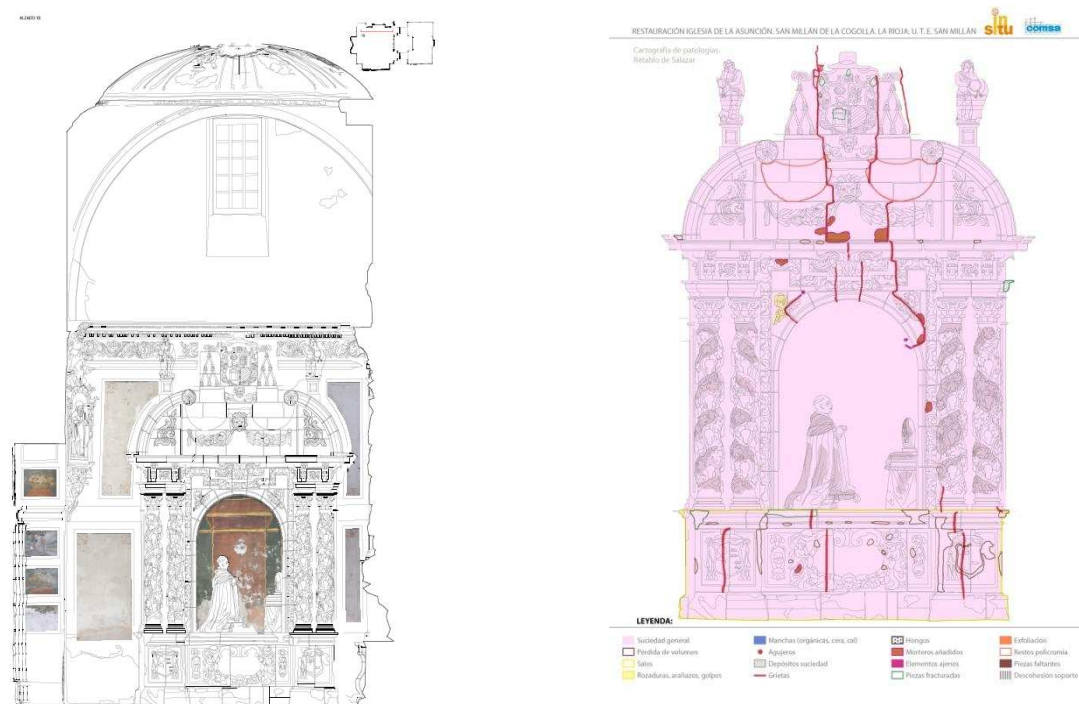 ALZADO 10
RESTAURACIÓN IGLESIA DE LA ASUNCIÓN. SAN MILLÁN DE LA COGOLLA. LA RIOJA. U. T. E. SAN MILLÁN
in situ
comsa
Cartografía de patologías.
Retablo de Salazar
LEYENDA:
Suciedad general
Pérdida de volumen
Sales
Rozaduras, arañazos, golpes
Manchas (orgánicas, cera, cal)
Agujeros
Depósitos suciedad
Grietas
Hongos
Morteros añadidos
Elementos ajenos
Piezas fracturadas
Exfoliación
Restos policromía
Piezas faltantes
Descohesión soporte